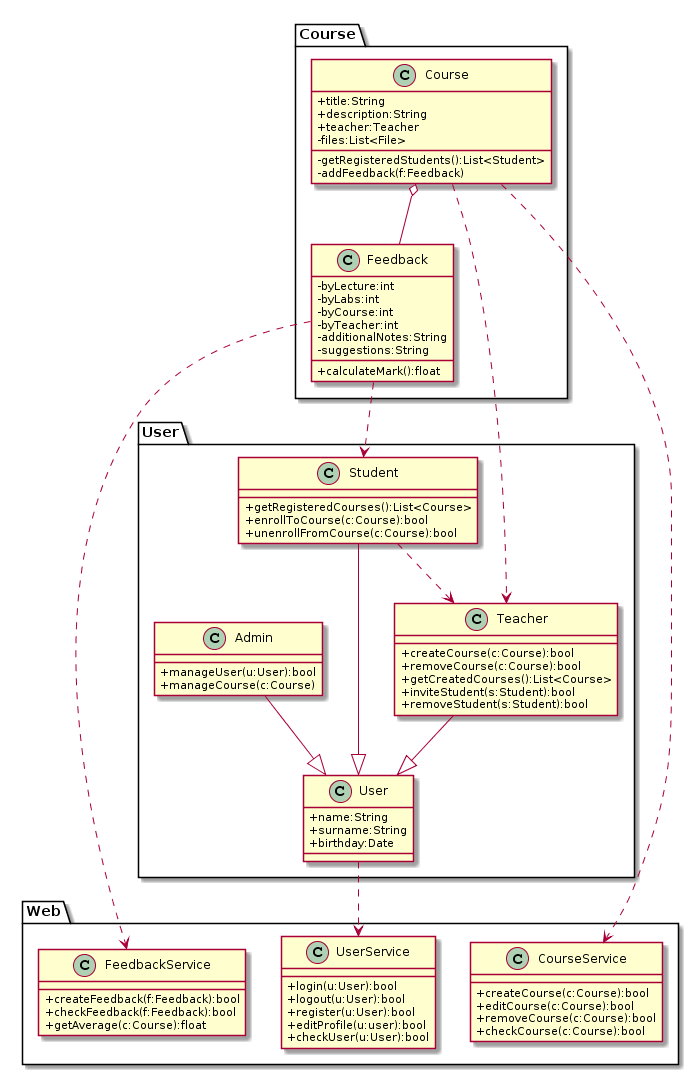 Course
C Course
+title:String
+description:String
+teacher:Teacher
-files:List<File>
-getRegisteredStudents():List<Student>
-addFeedback(f:Feedback)
C Feedback
-byLecture:int
-byLabs:int
-byCourse:int
-byTeacher:int
-additionalNotes:String
-suggestions:String
+calculateMark():float
User
C Student
+getRegisteredCourses():List<Course>
+enrollToCourse(c:Course):bool
+unenrollFromCourse(c:Course):bool
C Admin
+manageUser(u:User):bool
+manageCourse(c:Course)
C Teacher
+createCourse(c:Course):bool
+removeCourse(c:Course):bool
+getCreatedCourses():List<Course>
+inviteStudent(s:Student):bool
+removeStudent(s:Student):bool
C User
+name:String
+surname:String
+birthday:Date
Web
C FeedbackService
+createFeedback(f:Feedback):bool
+checkFeedback(f:Feedback):bool
+getAverage(c:Course):float
C UserService
+login(u:User):bool
+logout(u:User):bool
+register(u:User):bool
+editProfile(u:user):bool
+checkUser(u:User):bool
C CourseService
+createCourse(c:Course):bool
+editCourse(c:Course):bool
+removeCourse(c:Course):bool
+checkCourse(c:Course):bool